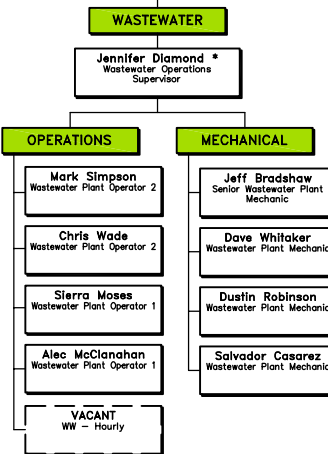 WASTEWATER
Jennifer Diamond *
Wastewater Operations
Supervisor
OPERATIONS
Mark Simpson
Wastewater Plant Operator 2
Chris Wade
Wastewater Plant Operator 2
Sierra Moses
Wastewater Plant Operator 1
Alec McClanahan
Wastewater Plant Operator 1
VACANT
WW – Hourly
MECHANICAL
Jeff Bradshaw
Senior Wastewater Plant
Mechanic
Dave Whitaker
Wastewater Plant Mechanic
Dustin Robinson
Wastewater Plant Mechanic
Salvador Casarez
Wastewater Plant Mechanic